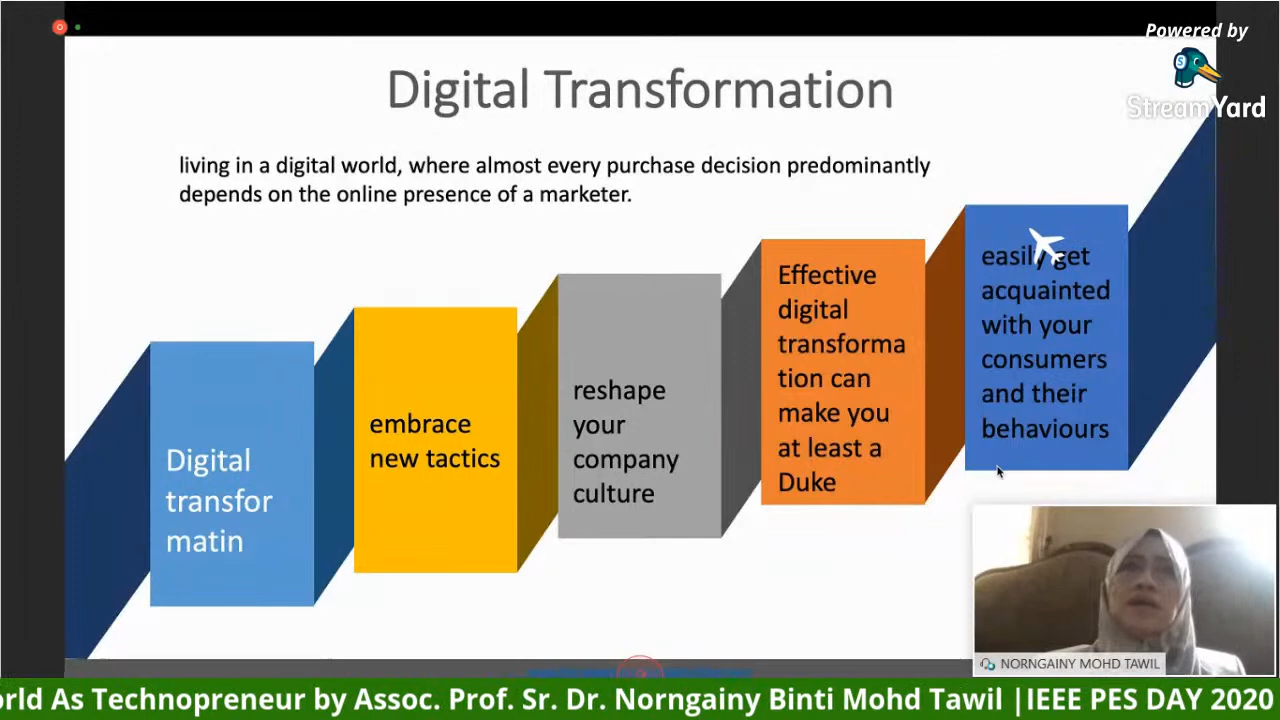 Powered by
StreamYard
Digital Transformation
living in a digital world, where almost every purchase decision predominantly
depends on the online presence of a marketer.
Digital
transfor
matin
embrace
new tactics
reshape
your
company
culture
Effective
digital
transforma
tion can
make you
at least a
Duke
easily get
acquainted
with your
consumers
and their
behaviours
NORNGAINY MOHD TAWIL
orld As Technopreneur by Assoc. Prof. Sr. Dr. Norngainy Binti Mohd Tawil |IEEE PES DAY 2020